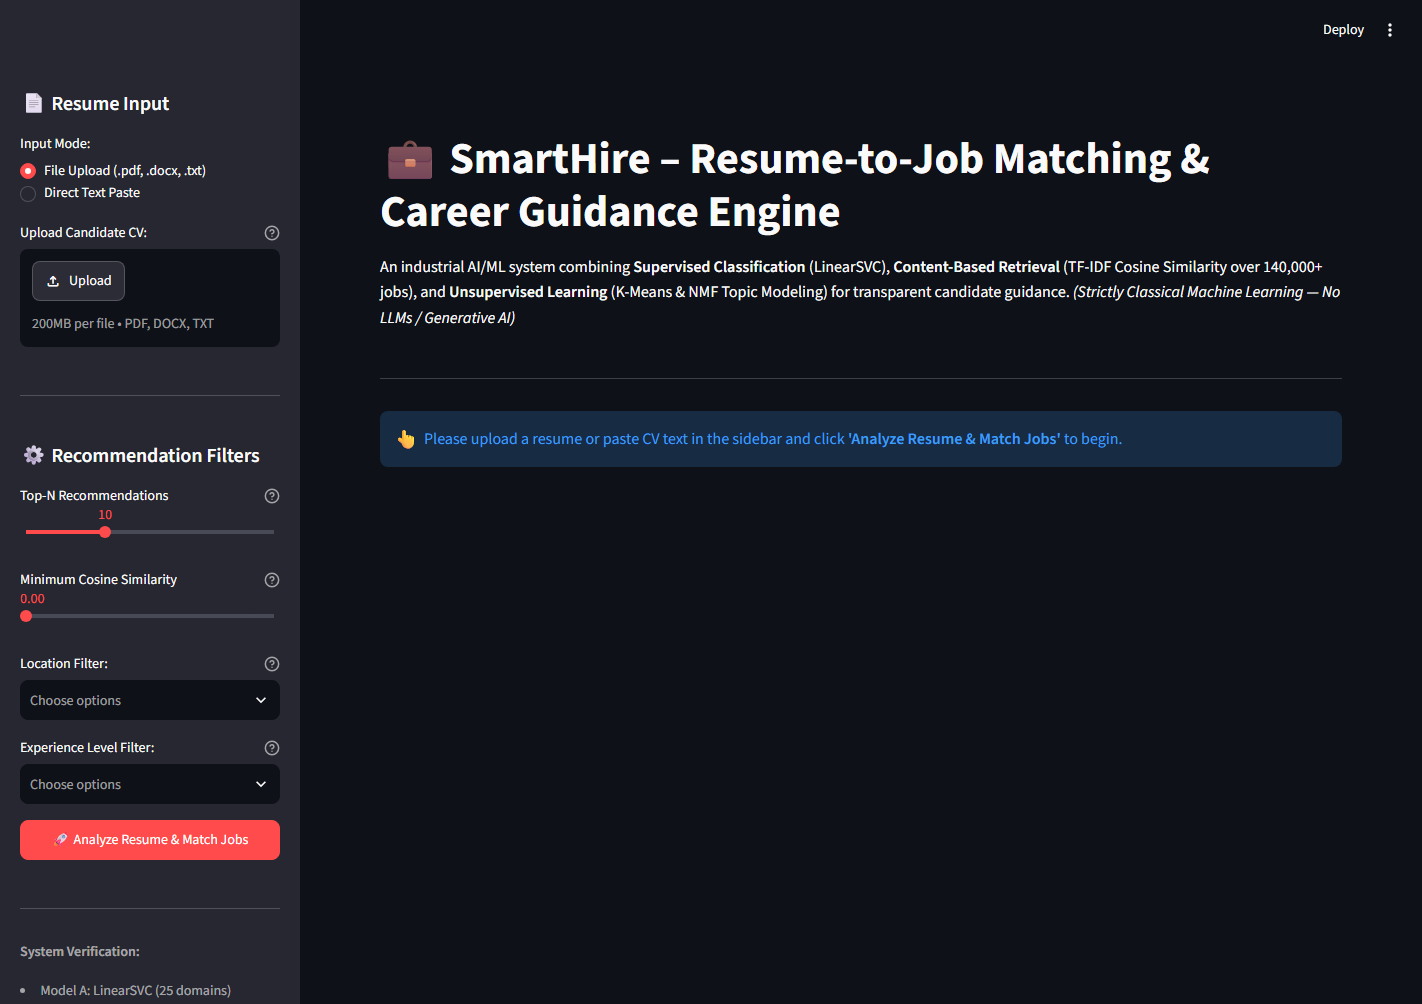 Deploy
Resume Input
Input Mode:
File Upload (.pdf, .docx, .txt)
Direct Text Paste
Upload Candidate CV:
Upload
200MB per file • PDF, DOCX, TXT
Recommendation Filters
Top-N Recommendations
10
Minimum Cosine Similarity
0.00
Location Filter:
Choose options
Experience Level Filter:
Choose options
Analyze Resume & Match Jobs
System Verification:
• Model A: LinearSVC (25 domains)
SmartHire – Resume-to-Job Matching &
Career Guidance Engine
An industrial AI/ML system combining Supervised Classification (LinearSVC), Content-Based Retrieval (TF-IDF Cosine Similarity over 140,000+
jobs), and Unsupervised Learning (K-Means & NMF Topic Modeling) for transparent candidate guidance. (Strictly Classical Machine Learning — No
LLMs / Generative AI)
Please upload a resume or paste CV text in the sidebar and click 'Analyze Resume & Match Jobs' to begin.